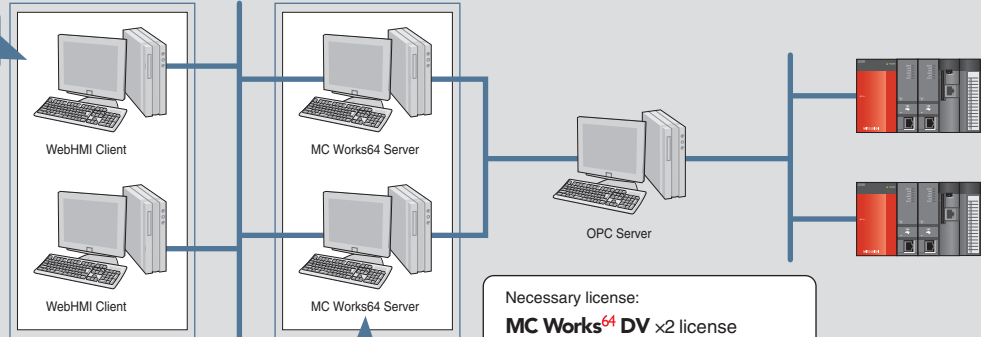 WebHMI Client
MC Works64 Server
OPC Server
WebHMI Client
MC Works64 Server
Necessary license:
MC Works64 DV ×2 license